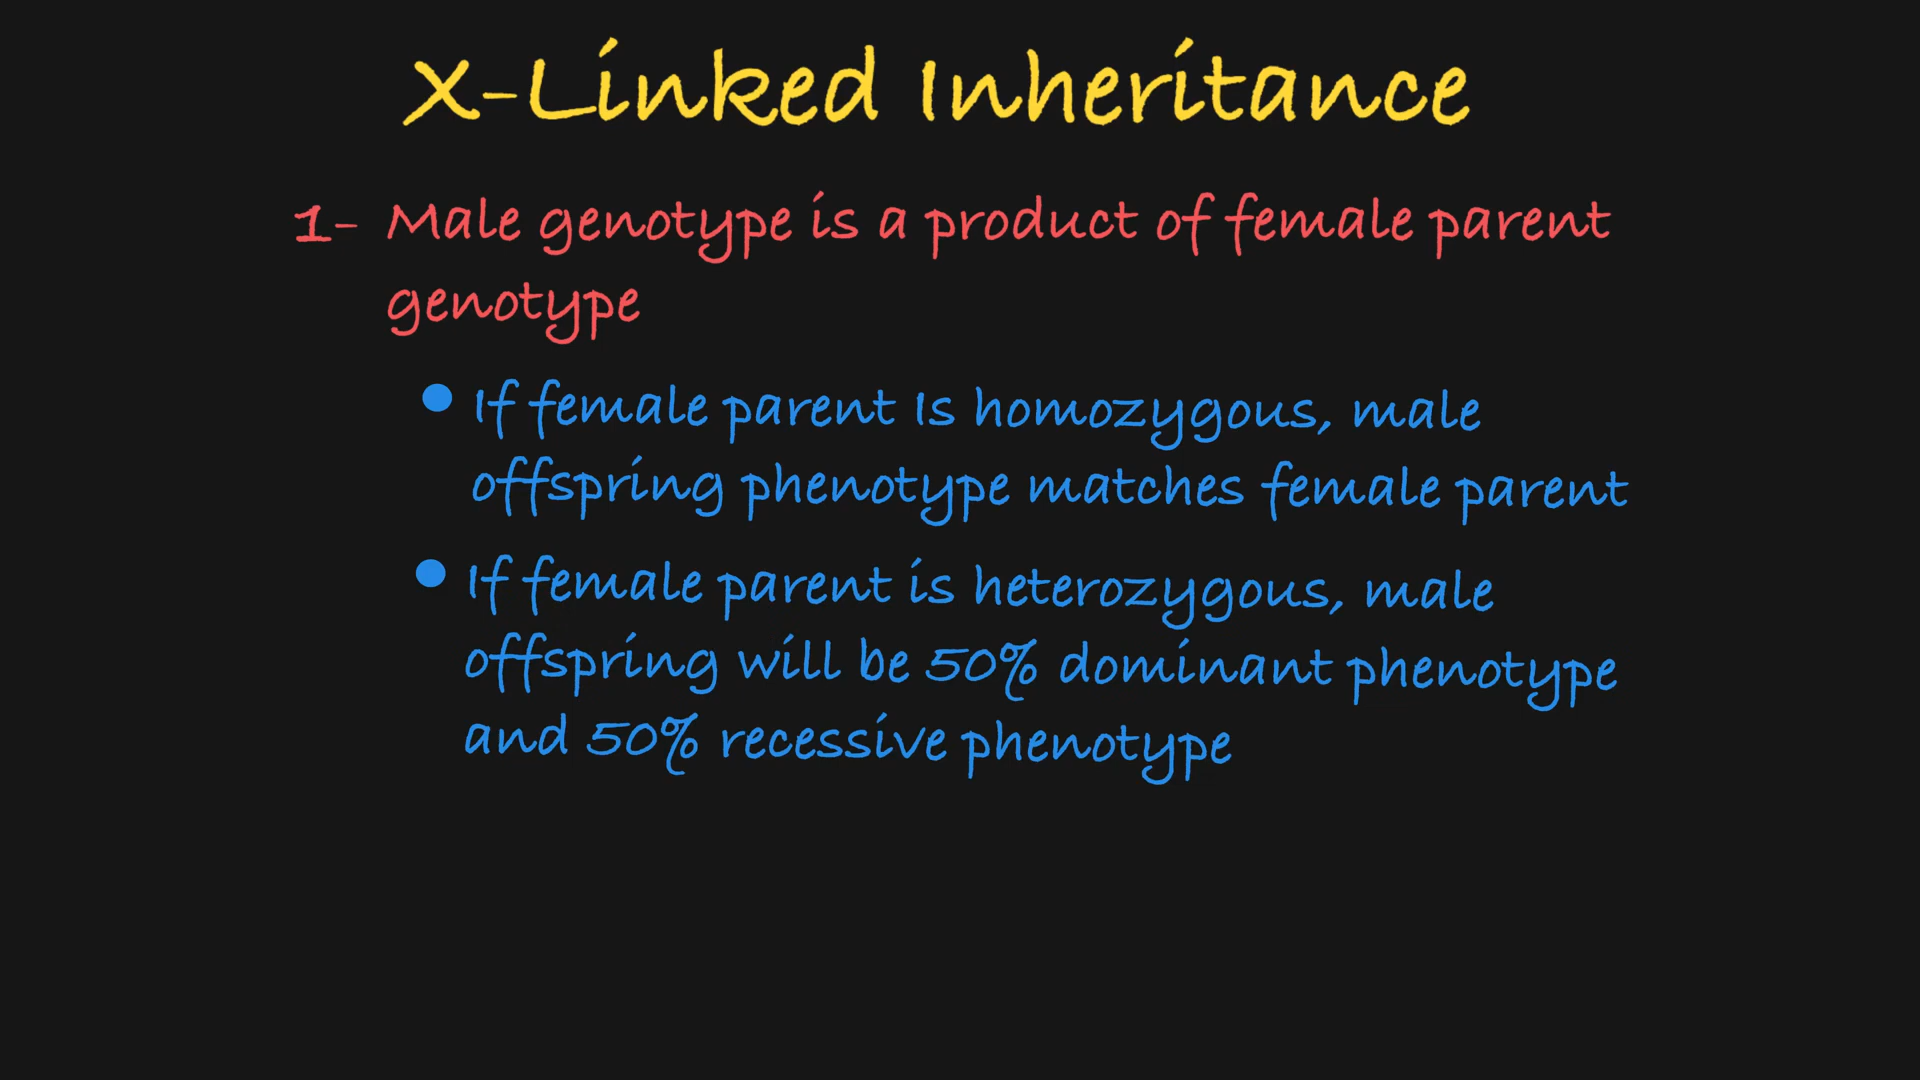 X-Linked Inheritance
1- Male genotype is a product of female parent
genotype
• If female parent Is homozygous, male
offspring phenotype matches female parent
• If female parent is heterozygous, male
offspring will be 50% dominant phenotype
and 50% recessive phenotype